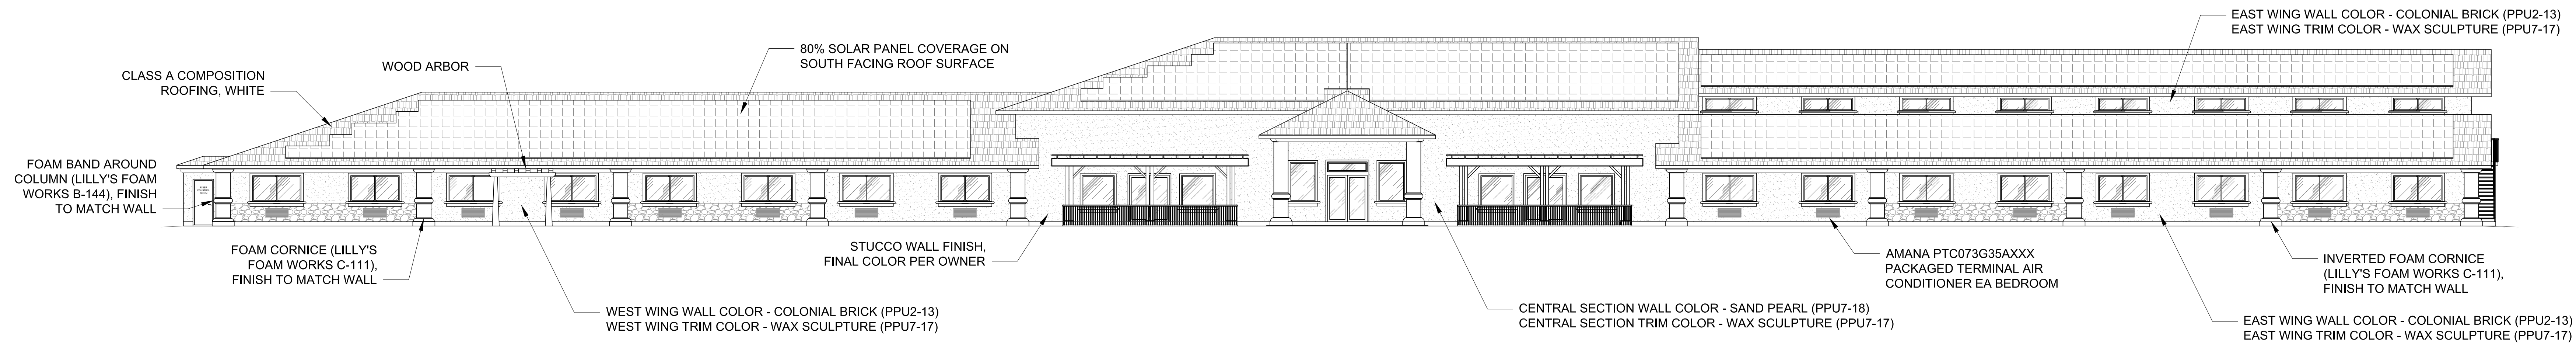 EAST WING WALL COLOR - COLONIAL BRICK (PPU2-13)
EAST WING TRIM COLOR - WAX SCULPTURE (PPU7-17)
80% SOLAR PANEL COVERAGE ON
SOUTH FACING ROOF SURFACE
WOOD ARBOR
CLASS A COMPOSITION
ROOFING, WHITE
FOAM BAND AROUND
COLUMN (LILLY'S FOAM
WORKS B-144), FINISH
TO MATCH WALL
FOAM CORNICE (LILLY'S
FOAM WORKS C-111),
FINISH TO MATCH WALL
STUCCO WALL FINISH,
FINAL COLOR PER OWNER
AMANA PTC073G35AXXX
PACKAGED TERMINAL AIR
CONDITIONER EA BEDROOM
INVERTED FOAM CORNICE
(LILLY'S FOAM WORKS C-111),
FINISH TO MATCH WALL
WEST WING WALL COLOR - COLONIAL BRICK (PPU2-13)
WEST WING TRIM COLOR - WAX SCULPTURE (PPU7-17)
CENTRAL SECTION WALL COLOR - SAND PEARL (PPU7-18)
CENTRAL SECTION TRIM COLOR - WAX SCULPTURE (PPU7-17)
EAST WING WALL COLOR - COLONIAL BRICK (PPU2-13)
EAST WING TRIM COLOR - WAX SCULPTURE (PPU7-17)